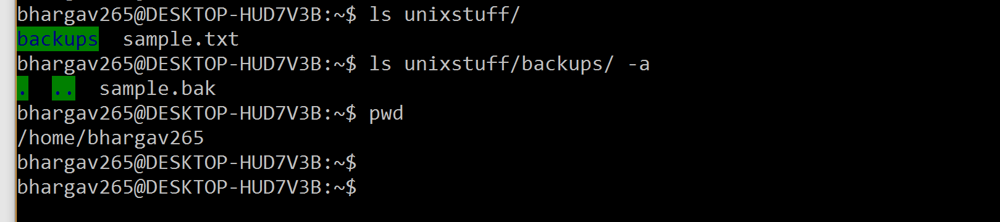 bhargav265@DESKTOP-HUD7V3B:~$ ls unixstuff/
backups  sample.txt
bhargav265@DESKTOP-HUD7V3B:~$ ls unixstuff/backups/ -a
.  ..  sample.bak
bhargav265@DESKTOP-HUD7V3B:~$ pwd
/home/bhargav265
bhargav265@DESKTOP-HUD7V3B:~$
bhargav265@DESKTOP-HUD7V3B:~$